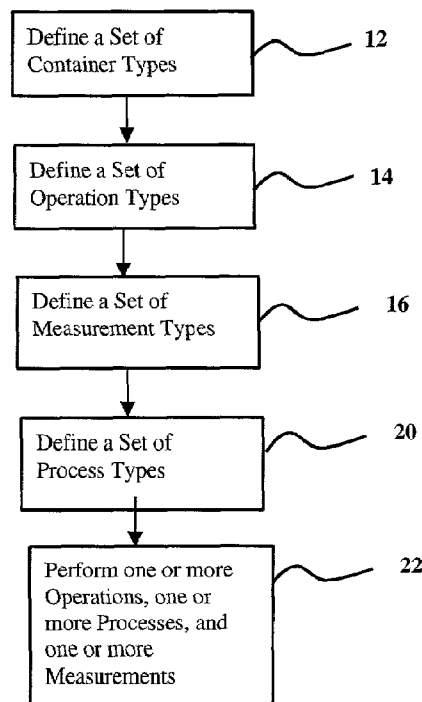 Define a Set of
Container Types
12
Define a Set of
Operation Types
14
Define a Set of
Measurement Types
16
Define a Set of
Process Types
20
Perform one or more
Operations, one or
more Processes, and
one or more
Measurements
22